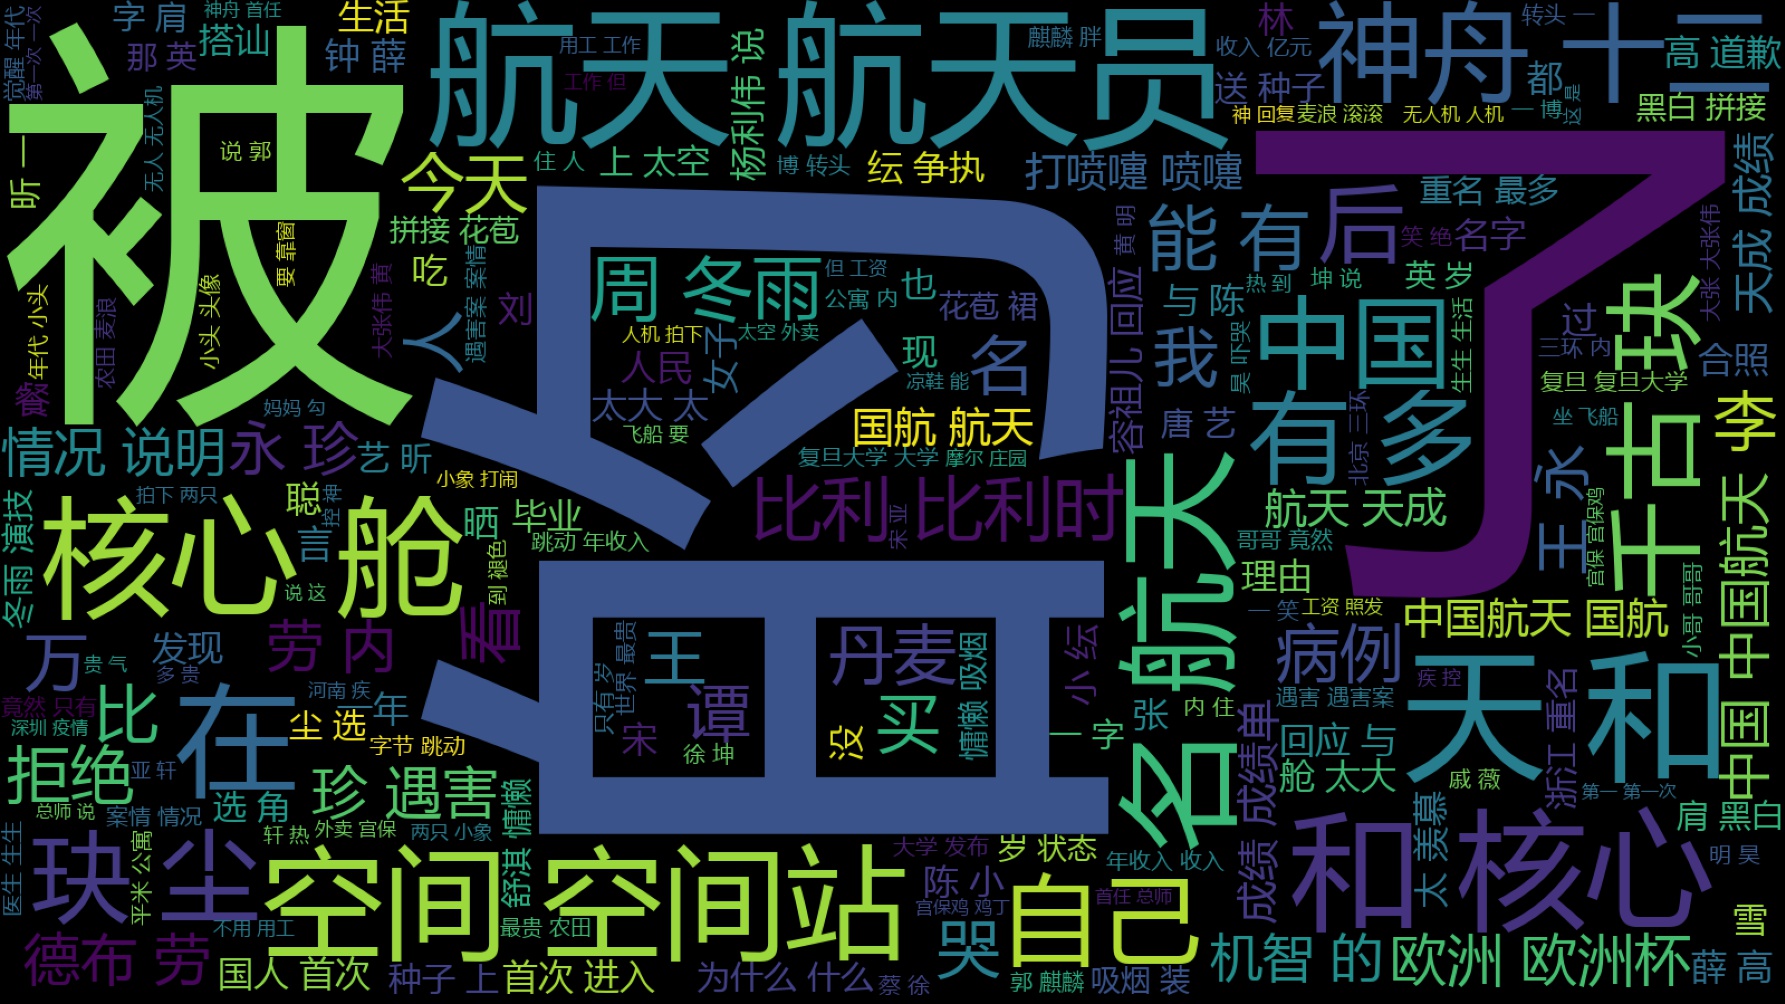 被
航天 航天员
神舟 十二
温
了
字 肩
神舟 首任
生活
搭讪
那 英
钟 薛
觉醒 年代
第一次 一次
用工 工作
工作 但
杨利伟 说
麒麟 胖
林
收入 亿元
转头 一
高 道歉
送 种子
都
这 是
神 回复
麦浪 滚滚
无人机 人机
一 博
黑白 拼接
昕 一
无人 无人机
说 郭
今天
住 人
上 太空
博 转头
纭 争执
打喷嚏 喷嚏
重名 最多
天成 成绩
后
能 有
笑 绝
名字
黄 明
拼接 花苞
要 靠窗
吃
遇害案 案情
大张伟 黄
小头 头像
年代 小头
农田 麦浪
刘
人
周 冬雨
但 工资
公寓 内
也
花苞 裙
容祖儿 回应
与 陈
热 到
坤 说
英 岁
大张 大张伟
人机 拍下
太空 外卖
人民
女子
现
名
凉鞋 能
我
吴 吓哭
中国
生生 生活
过
三环 内
玦
合照
复旦 复旦大学
餐
妈妈 勾
太大 太
飞船 要
国航 航天
复旦大学 大学
摩尔 庄园
唐 艺
有 多
北京 三环
坐 飞船
千古
李
情况 说明
永 珍
艺 昕
小象 打闹
拍下 两只
冬雨 演技
核心 舱
聪
言
晒
毕业
跳动 年收入
到 褪色
说 这
比利 比利时
宋 亚
名 航天
航天 天成
哥哥 竟然
理由
王 永
宫保 宫保鸡
中国 中国航天
小哥 哥哥
一 笑
工资 照发
中国航天 国航
万
贵 气
发现
多 贵
劳 内
看
竟然 只有
深圳 疫情
比
在
河南 疾
一年
尘 选
字节 跳动
只有 岁
世界 最贵
王
宋
谭
徐 坤
丹麦
没
买
慵懒 吸烟
小 纭
一 字
张
内 住
病例
遇害 遇害案
疾 控
天和
浙江 重名
回应 与
舱 太大
戚 薇
第一 第一次
拒绝
亚 轩
总师 说
案情 情况
选 角
珍 遇害
轩 热
外卖 宫保
两只 小象
舒淇 慵懒
成绩 成绩单
太 羡慕
肩 黑白
明 昊
医生 生生
玦 尘
平米 公寓
空间 空间站
大学 发布
岁 状态
年收入 收入
陈 小
宫保鸡 鸡丁
自己
首任 总师
和 核心
雪
德布 劳
不用 用工
最贵 农田
国人 首次
种子 上
首次 进入
为什么 什么
蔡 徐
哭
郭 麒麟
吸烟 装
机智 的
欧洲 欧洲杯
薛 高